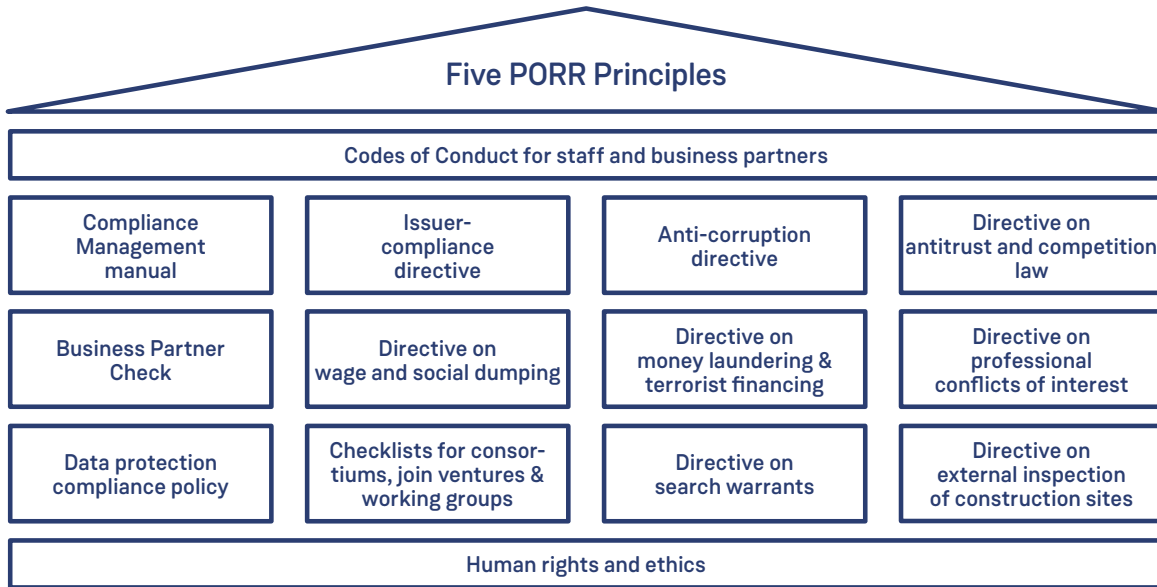 Five PORR Principles
Codes of Conduct for staff and business partners
Compliance
Management
manual
Issuer-
compliance
directive
Anti-corruption
directive
Directive on
antitrust and competition
law
Business Partner
Check
Directive on
wage and social dumping
Directive on
money laundering &
terrorist financing
Directive on
professional
conflicts of interest
Data protection
compliance policy
Checklists for consor-
tiums, join ventures &
working groups
Directive on
search warrants
Directive on
external inspection
of construction sites
Human rights and ethics